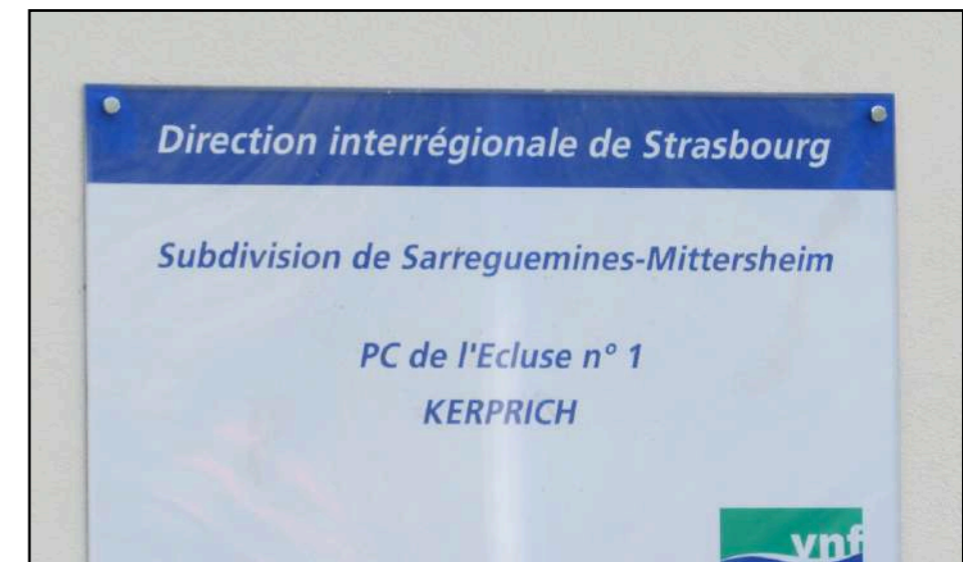 Direction interrégionale de Strasbourg
Subdivision de Sarreguemines-Mittersheim
PC de l'Ecluse n° 1
KERPRICH
vnf